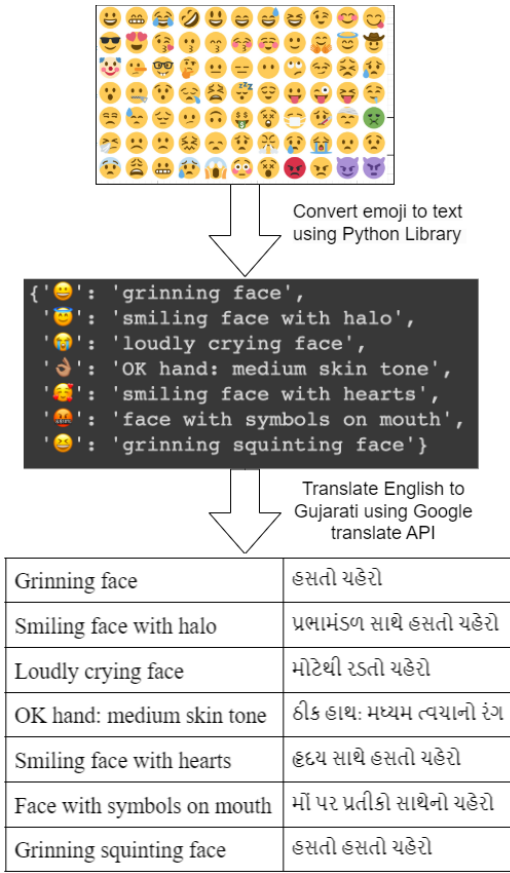 Convert emoji to text
using Python Library
{'😀': 'grinning face',
'😇': 'smiling face with halo',
'😭': 'loudly crying face',
'👌🏽': 'OK hand: medium skin tone',
'🥰': 'smiling face with hearts',
'🤬': 'face with symbols on mouth',
'😆': 'grinning squinting face'}
Translate English to
Gujarati using Google
translate API
Grinning face હસતો ચહેરો
Smiling face with halo પ્રભામંડળ સાથે હસતો ચહેરો
Loudly crying face મોટેથી રડતો ચહેરો
OK hand: medium skin tone ઠીક હાથ: મધ્યમ ત્વચાનો રંગ
Smiling face with hearts હૃદય સાથે હસતો ચહેરો
Face with symbols on mouth મોં પર પ્રતીકો સાથેનો ચહેરો
Grinning squinting face હસતો હસતો ચહેરો